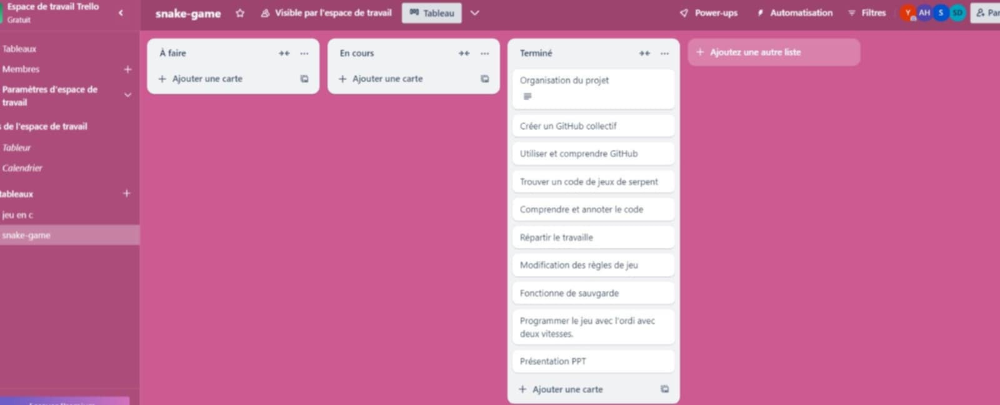 Espace de travail Trello
Gratuit
snake-game
Visible par l'espace de travail
Tableau
Power-ups
Automatisation
Filtres
Y
AH
S
SD
Par
Tableaux
Membres
Paramètres d'espace de
travail
s de l'espace de travail
Tableur
Calendrier
tableaux
jeu en c
snake-game
À faire
Ajouter une carte
En cours
Ajouter une carte
Terminé
Organisation du projet
Créer un GitHub collectif
Utiliser et comprendre GitHub
Trouver un code de jeux de serpent
Comprendre et annoter le code
Répartir le travaille
Modification des règles de jeu
Fonctionne de sauvgarde
Programmer le jeu avec l'ordi avec
deux vitesses.
Présentation PPT
Ajouter une carte
Ajoutez une autre liste